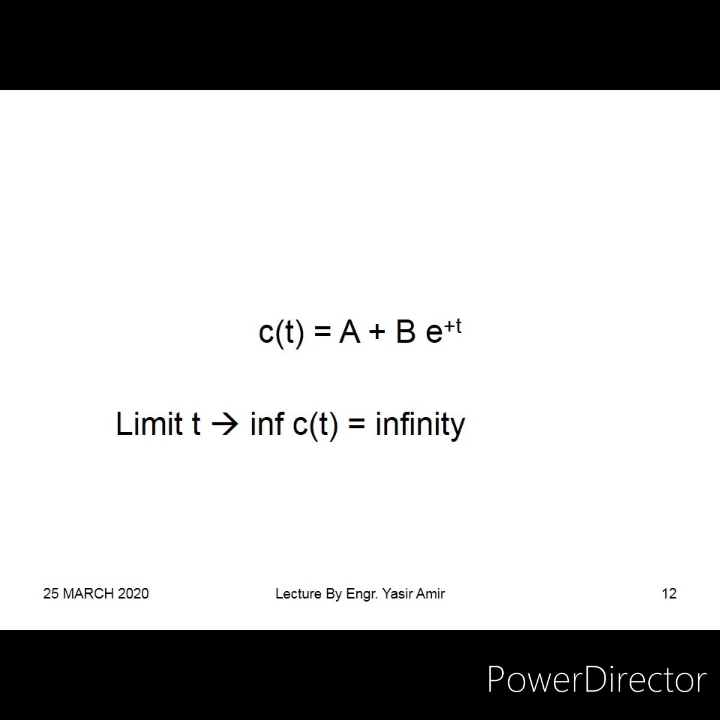 c(t) = A + B e⁺ᵗ
Limit t → inf c(t) = infinity
25 MARCH 2020 Lecture By Engr. Yasir Amir 12
PowerDirector